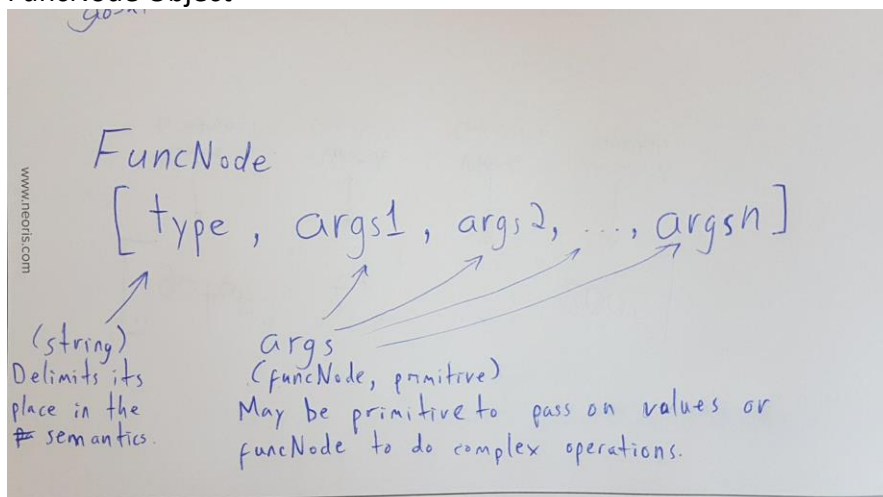 FuncNode Object
FuncNode
[type, args1, args2, ..., argsn]
www.neoris.com
(string)
Delimits its
place in the
semantics.
args
(funcNode, primitive)
May be primitive to pass on values or
funcNode to do complex operations.